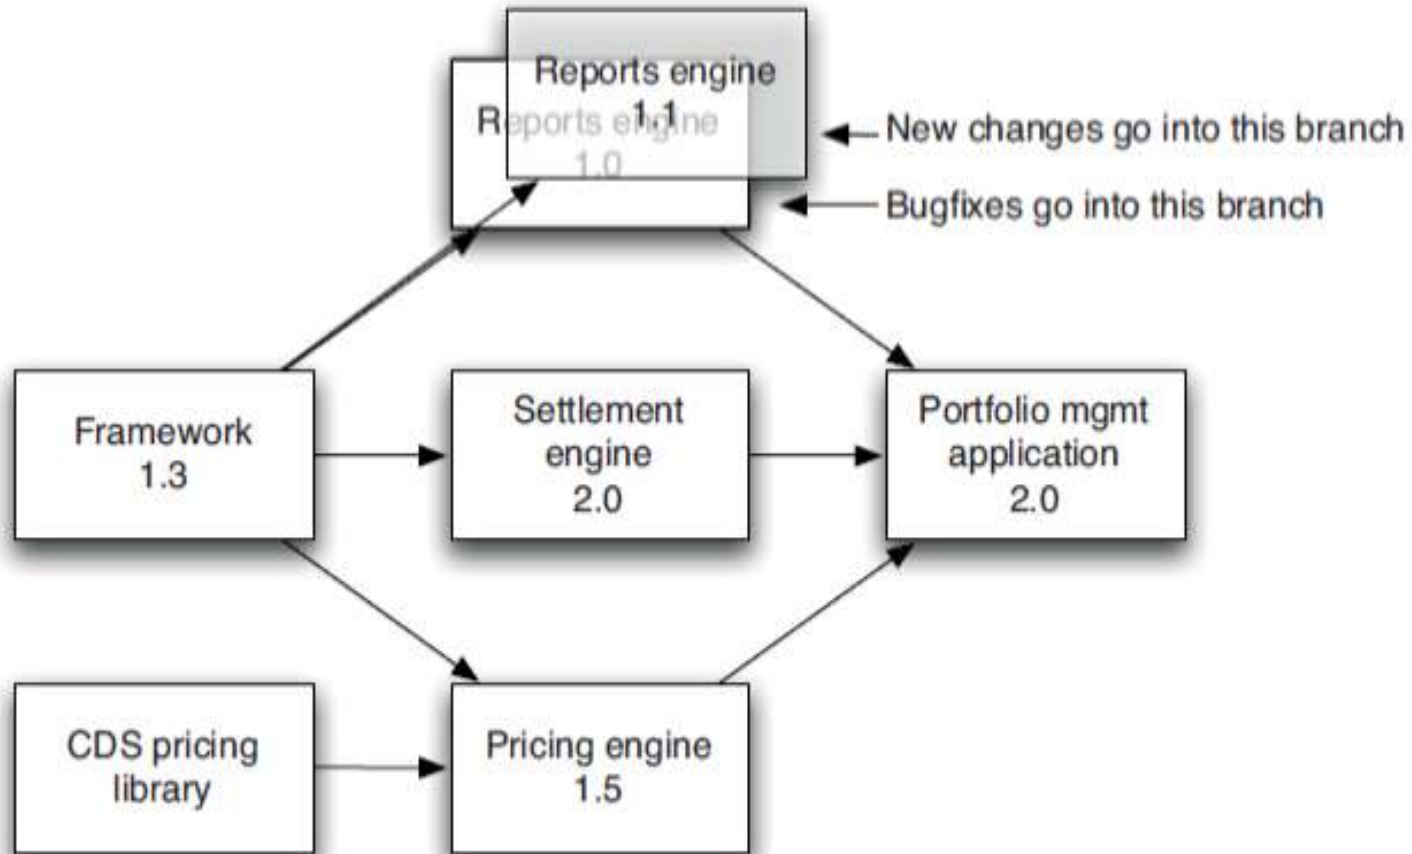 Reports engine
1.1
Reports engine
1.0
New changes go into this branch
Bugfixes go into this branch
Framework
1.3
Settlement
engine
2.0
Portfolio mgmt
application
2.0
CDS pricing
library
Pricing engine
1.5